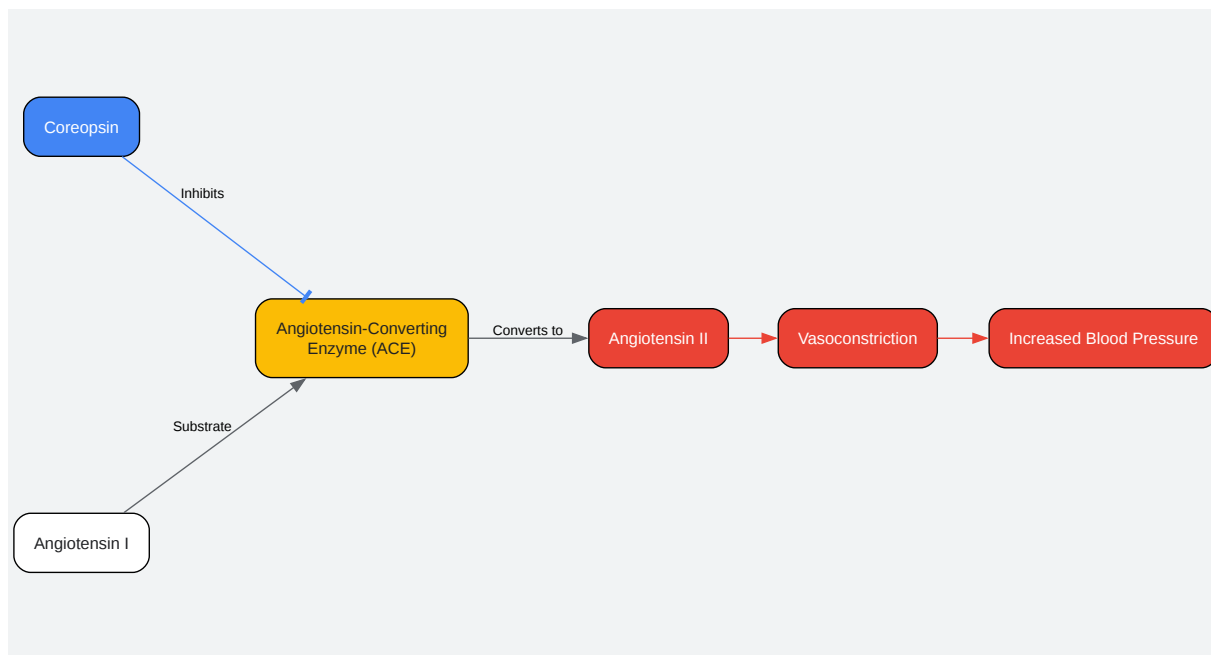 Coreopsin
Inhibits
Angiotensin-Converting
Enzyme (ACE)
Converts to
Angiotensin II
Vasoconstriction
Increased Blood Pressure
Substrate
Angiotensin I